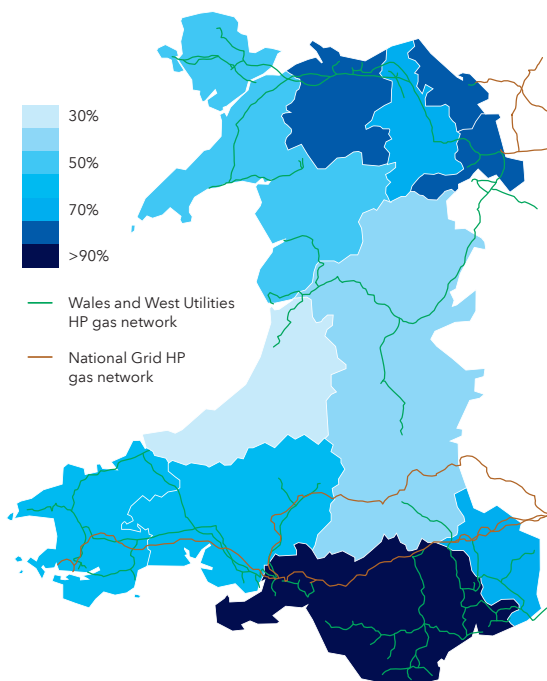 30%
50%
70%
>90%
Wales and West Utilities
HP gas network
National Grid HP
gas network